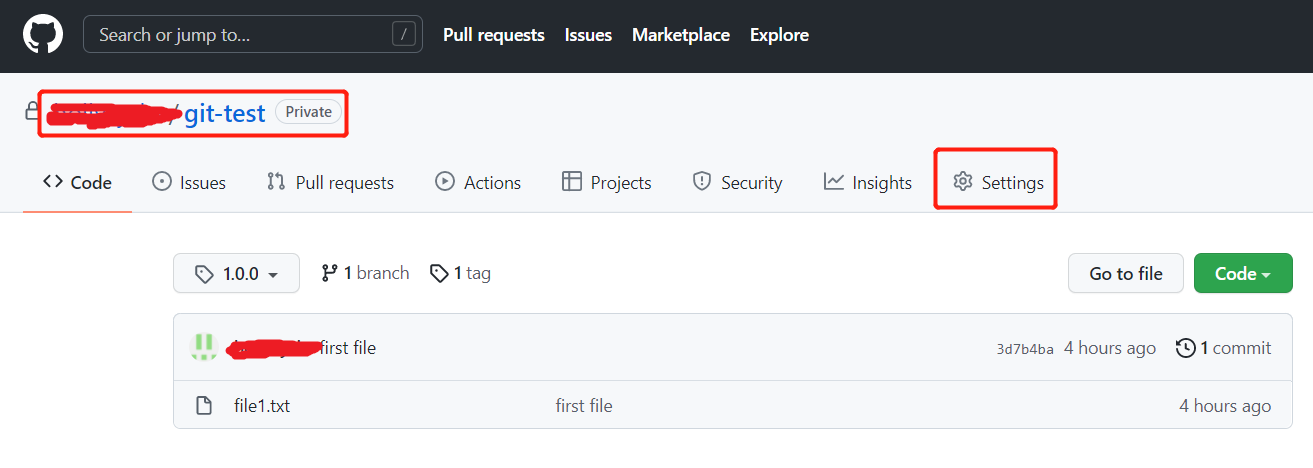 Search or jump to... / Pull requests Issues Marketplace Explore
/ git-test Private
Code Issues Pull requests Actions Projects Security Insights Settings
1.0.0 1 branch 1 tag Go to file Code
first file 3d7b4ba 4 hours ago 1 commit
file1.txt first file 4 hours ago